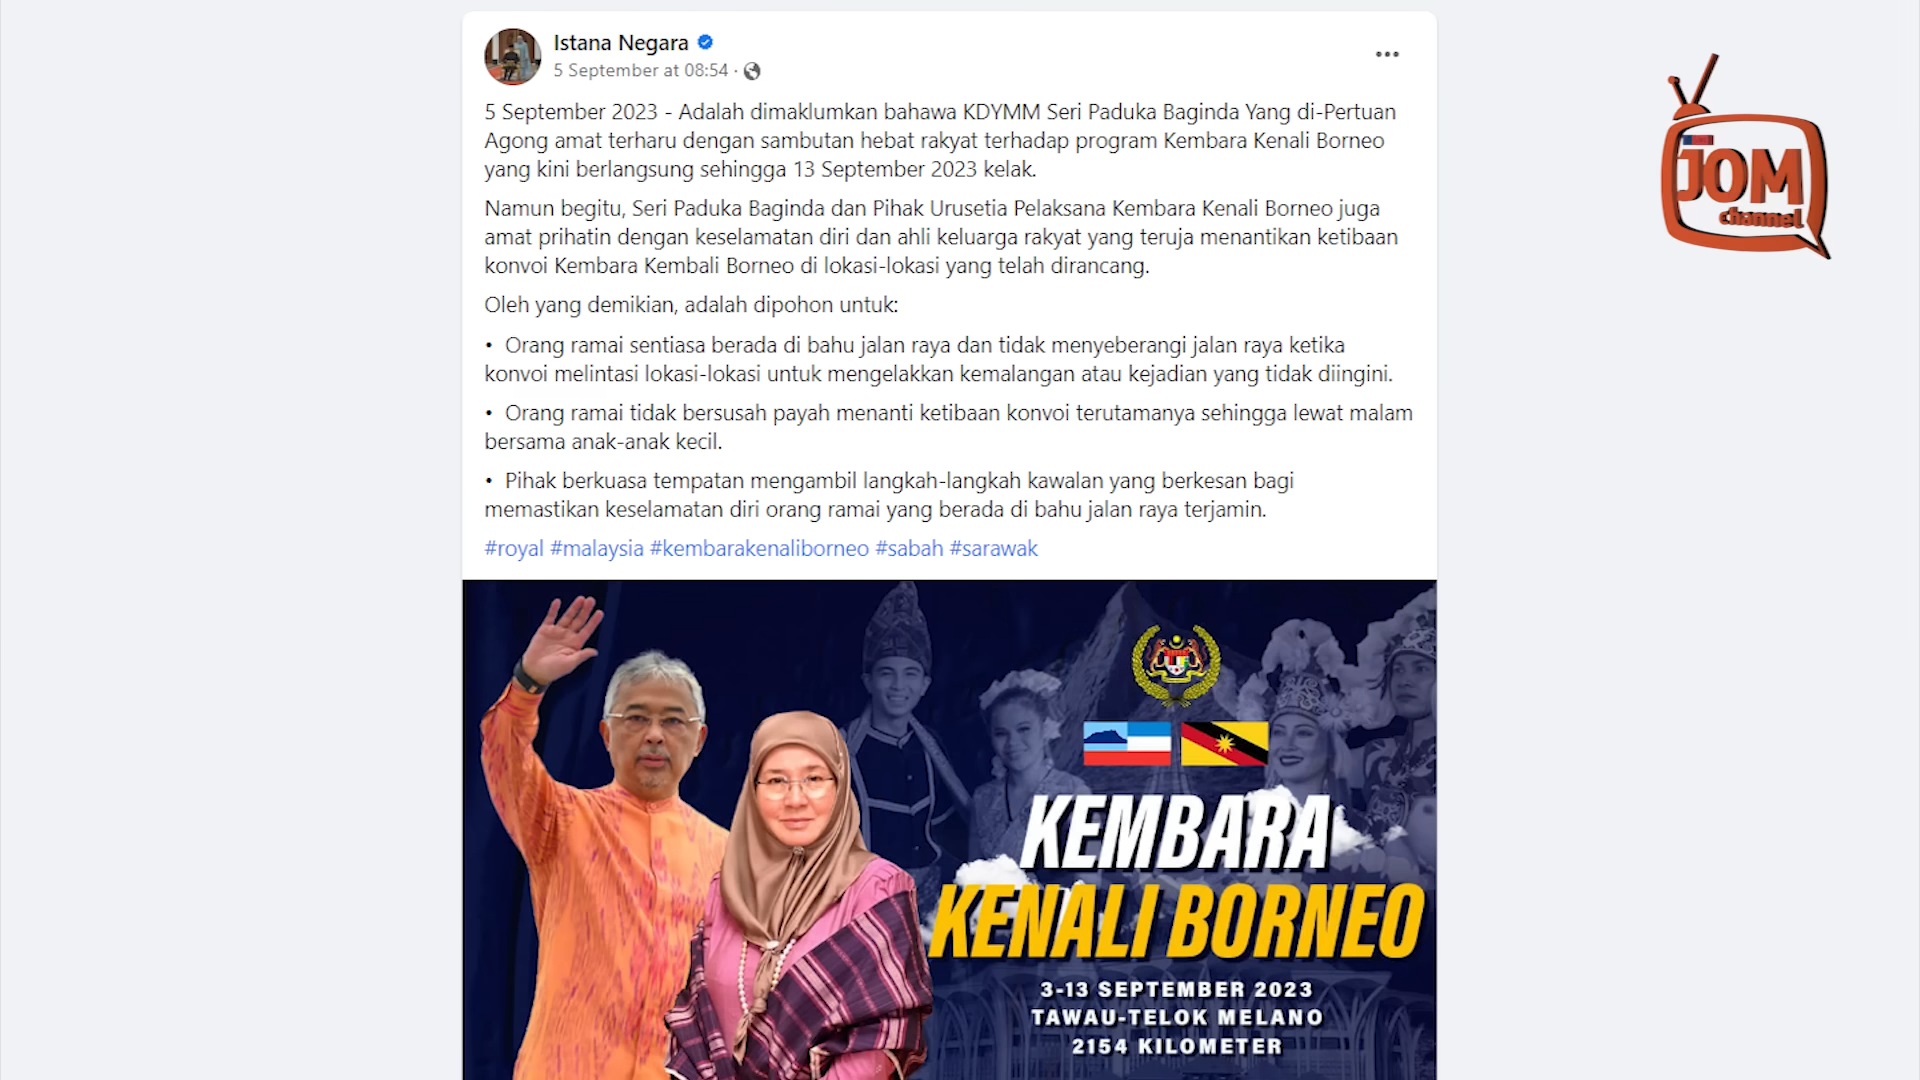 Istana Negara
5 September at 08:54 ·
5 September 2023 - Adalah dimaklumkan bahawa KDYMM Seri Paduka Baginda Yang di-Pertuan
Agong amat terharu dengan sambutan hebat rakyat terhadap program Kembara Kenali Borneo
yang kini berlangsung sehingga 13 September 2023 kelak.
Namun begitu, Seri Paduka Baginda dan Pihak Urusetia Pelaksana Kembara Kenali Borneo juga
amat prihatin dengan keselamatan diri dan ahli keluarga rakyat yang teruja menantikan ketibaan
konvoi Kembara Kembali Borneo di lokasi-lokasi yang telah dirancang.
Oleh yang demikian, adalah dipohon untuk:
• Orang ramai sentiasa berada di bahu jalan raya dan tidak menyeberangi jalan raya ketika
konvoi melintasi lokasi-lokasi untuk mengelakkan kemalangan atau kejadian yang tidak diingini.
• Orang ramai tidak bersusah payah menanti ketibaan konvoi terutamanya sehingga lewat malam
bersama anak-anak kecil.
• Pihak berkuasa tempatan mengambil langkah-langkah kawalan yang berkesan bagi
memastikan keselamatan diri orang ramai yang berada di bahu jalan raya terjamin.
#royal #malaysia #kembarakenaliborneo #sabah #sarawak
KEMBARA
KENALI BORNEO
3-13 SEPTEMBER 2023
TAWAU-TELOK MELANO
2154 KILOMETER
JOM
channel